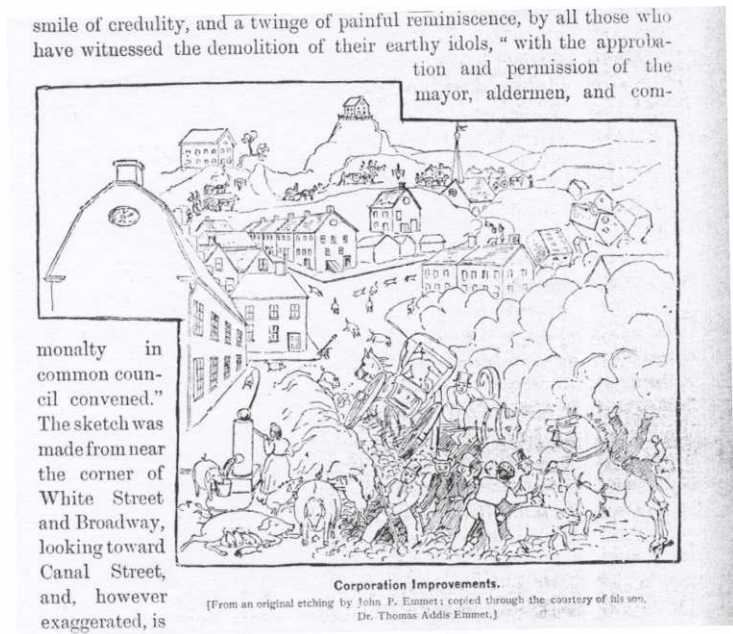 smile of credulity, and a twinge of painful reminiscence, by all those who
have witnessed the demolition of their earthy idols, “ with the approba-
tion and permission of the
mayor, aldermen, and com-
monalty in
common coun-
cil convened.”
The sketch was
made from near
the corner of
White Street
and Broadway,
looking toward
Canal Street,
and, however
exaggerated, is
Corporation Improvements.
[From an original etching by John P. Emmet; copied through the courtesy of his son,
Dr. Thomas Addis Emmet.]